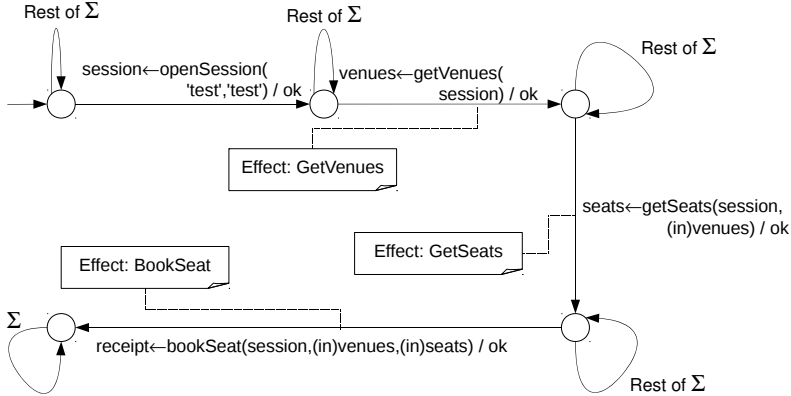 Rest of Σ
Rest of Σ
Rest of Σ
session←openSession(
'test','test') / ok
venues←getVenues(
session) / ok
Effect: GetVenues
seats←getSeats(session,
(in)venues) / ok
Effect: GetSeats
Effect: BookSeat
Σ
receipt←bookSeat(session,(in)venues,(in)seats) / ok
Rest of Σ